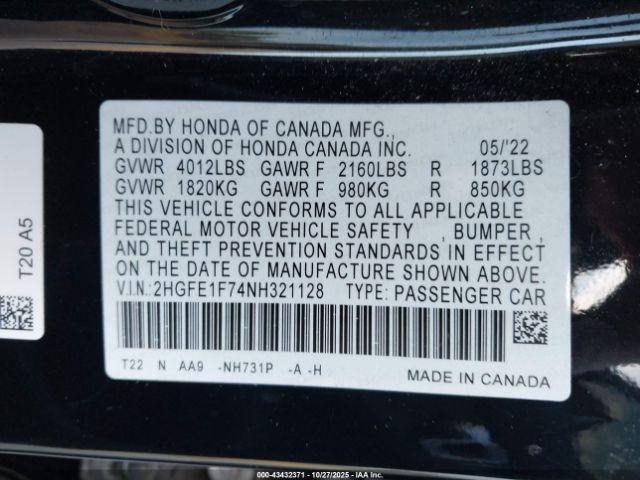 MFD.BY HONDA OF CANADA MFG.,
A DIVISION OF HONDA CANADA INC. 05/'22
GVWR 4012LBS GAWR F 2160LBS R 1873LBS
GVWR 1820KG GAWR F 980KG R 850KG
THIS VEHICLE CONFORMS TO ALL APPLICABLE
FEDERAL MOTOR VEHICLE SAFETY , BUMPER ,
AND THEFT PREVENTION STANDARDS IN EFFECT
ON THE DATE OF MANUFACTURE SHOWN ABOVE.
V.I.N:2HGFE1F74NH321128 TYPE: PASSENGER CAR
T22 N AA9 -NH731P -A -H
MADE IN CANADA
T20 A5
000-43432371 - 10/27/2025 - IAA Tenant